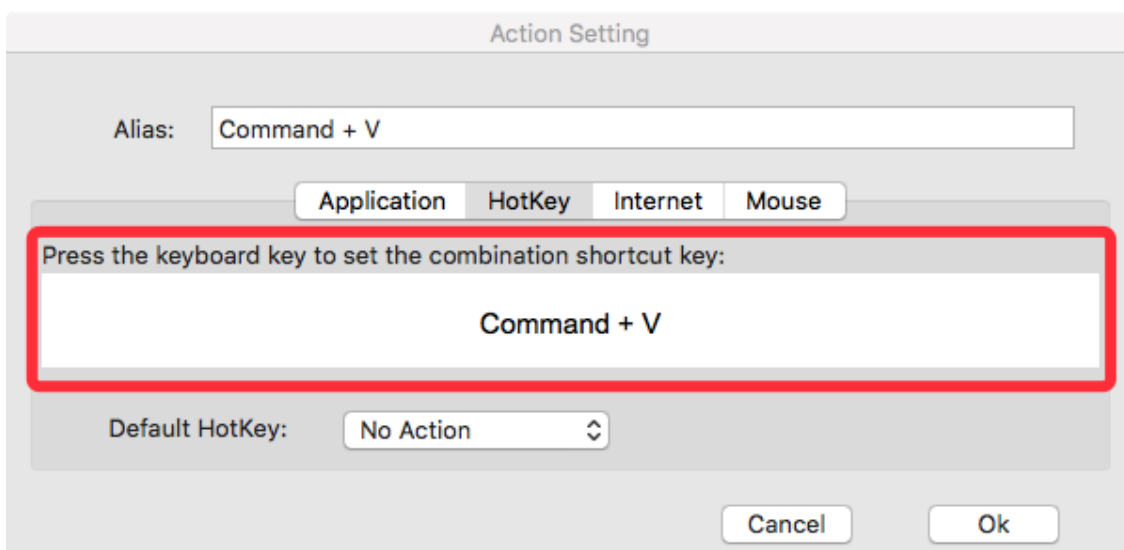 Action Setting
Alias: Command + V
Application HotKey Internet Mouse
Press the keyboard key to set the combination shortcut key:
Command + V
Default HotKey: No Action
Cancel Ok